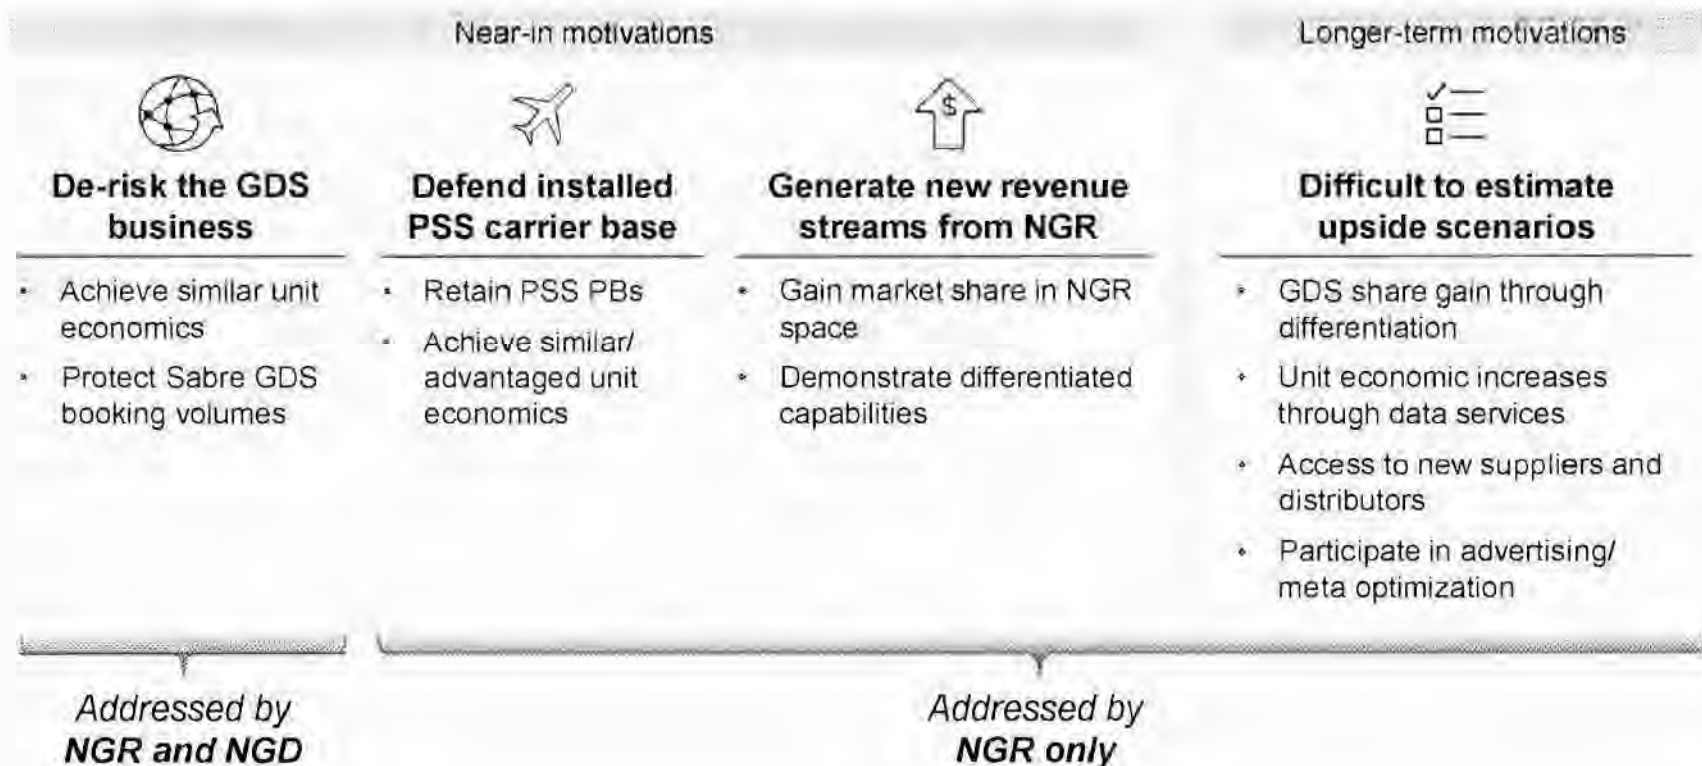 Near-in motivations
Longer-term motivations
$
De-risk the GDS
business
Achieve similar unit
economics
Protect Sabre GDS
booking volumes
Defend installed
PSS carrier base
Retain PSS PBs
Achieve similar/
advantaged unit
economics
Generate new revenue
streams from NGR
Gain market share in NGR
space
Demonstrate differentiated
capabilities
Difficult to estimate
upside scenarios
GDS share gain through
differentiation
Unit economic increases
through data services
Access to new suppliers and
distributors
Participate in advertising/
meta optimization
Addressed by
NGR and NGD
Addressed by
NGR only